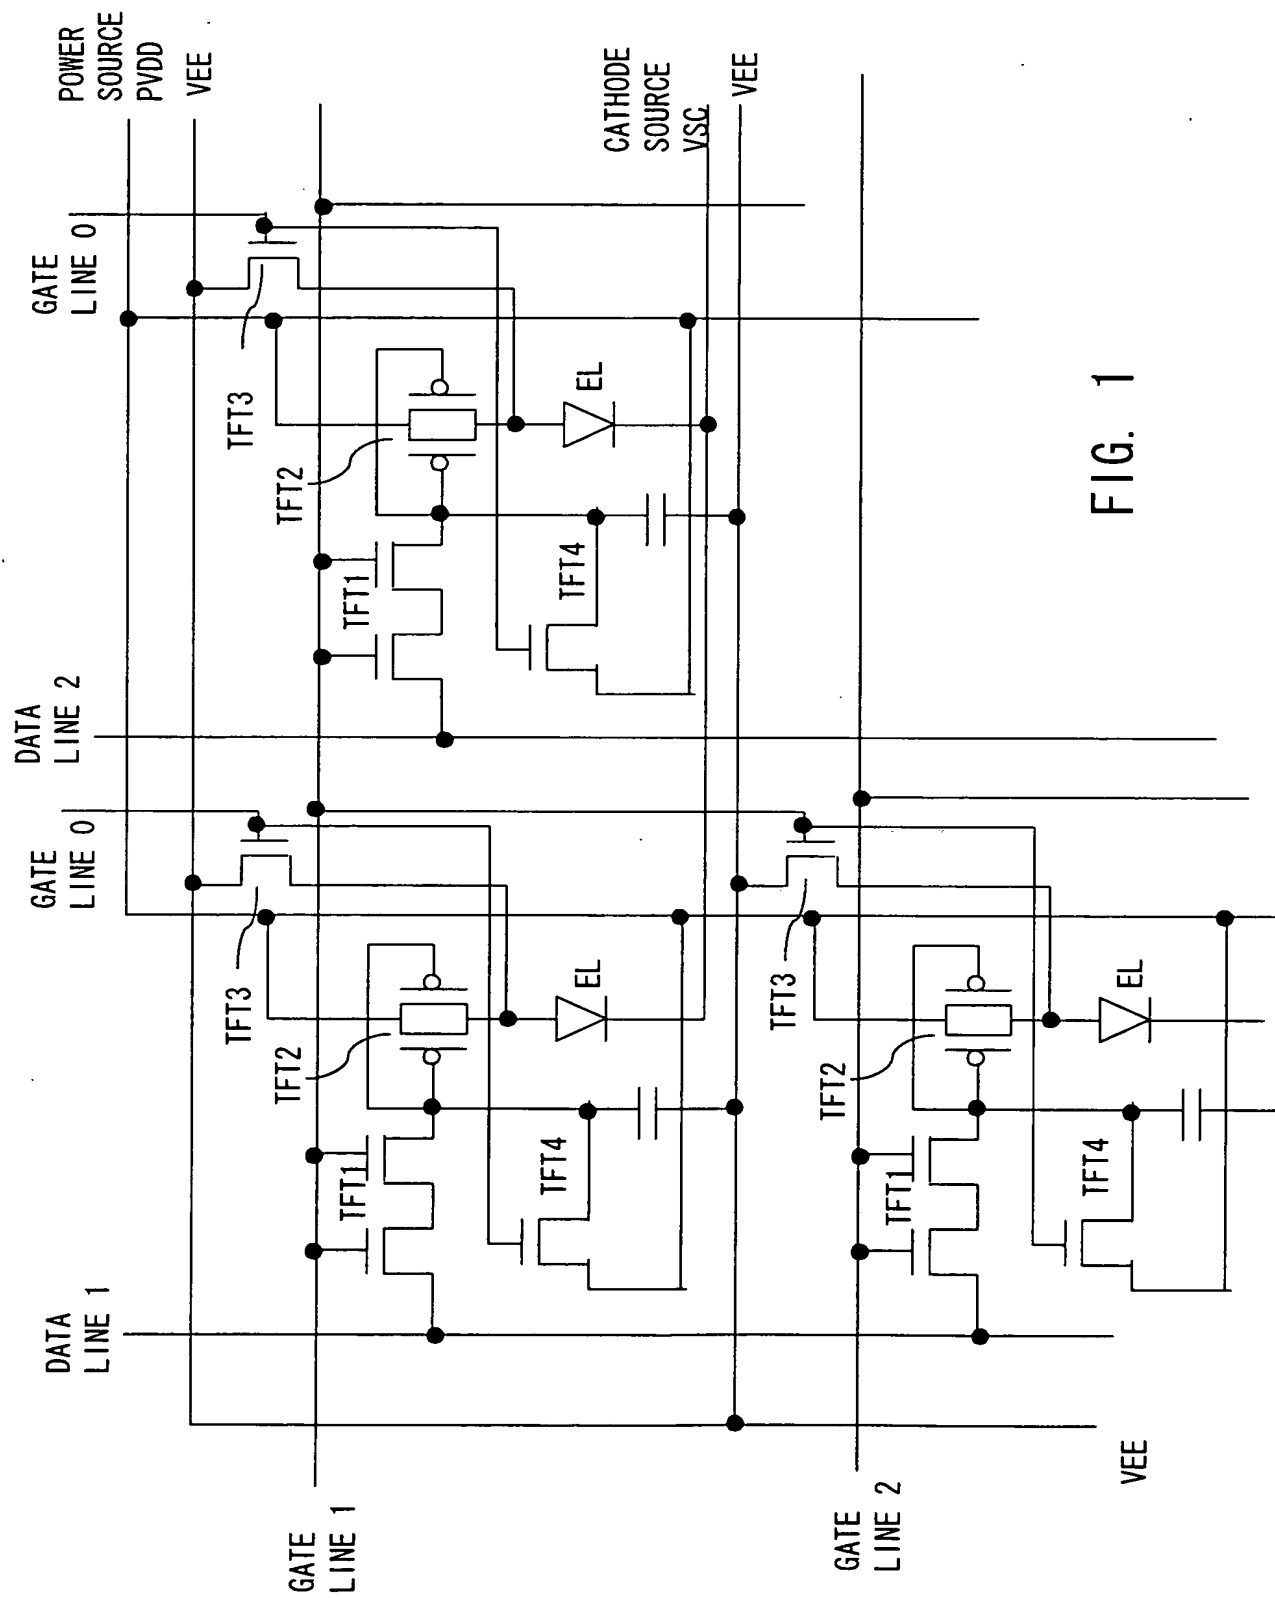 POWER
SOURCE
PVDD
VEE
GATE
LINE 0
TFT3
TFT2
TFT1
TFT4
EL
CATHODE
SOURCE
VSC
VEE
DATA
LINE 2
GATE
LINE 0
TFT3
TFT2
TFT1
TFT4
EL
TFT3
TFT2
TFT1
TFT4
EL
DATA
LINE 1
VEE
GATE
LINE 1
GATE
LINE 2
FIG. 1